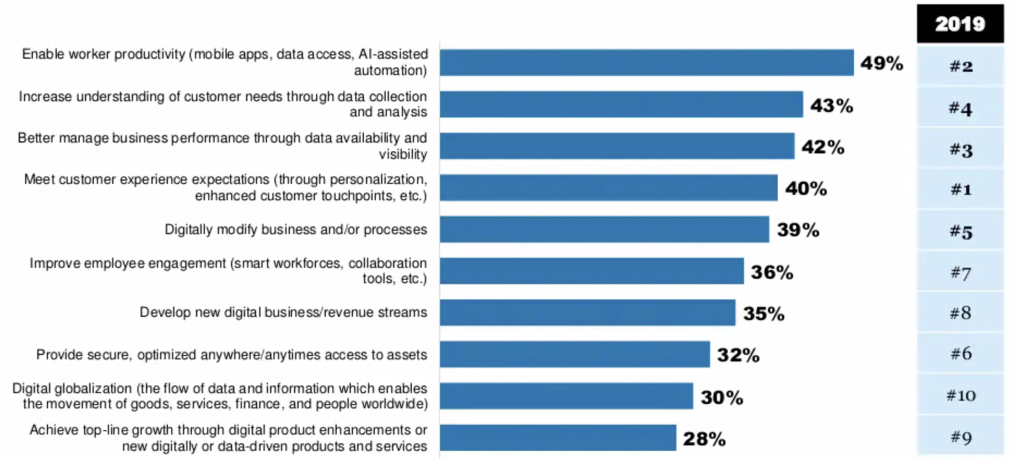 2019
Enable worker productivity (mobile apps, data access, AI-assisted
automation)
49%
#2
Increase understanding of customer needs through data collection
and analysis
43%
#4
Better manage business performance through data availability and
visibility
42%
#3
Meet customer experience expectations (through personalization,
enhanced customer touchpoints, etc.)
40%
#1
Digitally modify business and/or processes
39%
#5
Improve employee engagement (smart workforces, collaboration
tools, etc.)
36%
#7
Develop new digital business/revenue streams
35%
#8
Provide secure, optimized anywhere/anytimes access to assets
32%
#6
Digital globalization (the flow of data and information which enables
the movement of goods, services, finance, and people worldwide)
30%
#10
Achieve top-line growth through digital product enhancements or
new digitally or data-driven products and services
28%
#9